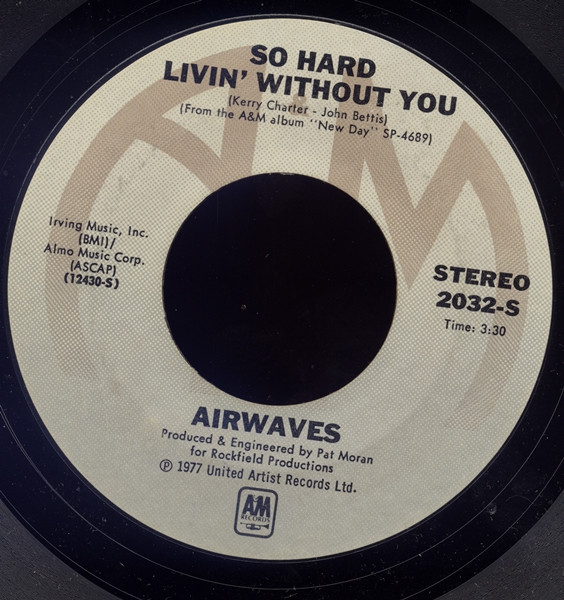 SO HARD
LIVIN' WITHOUT YOU
(Kerry Charter - John Bettis)
(From the A&M album "New Day" SP-4689)
Irving Music, Inc.
(BMI)/
Almo Music Corp.
(ASCAP)
(12430-S)
STEREO
2032-S
Time: 3:30
AIRWAVES
Produced & Engineered by Pat Moran
for Rockfield Productions
℗ 1977 United Artist Records Ltd.
A&M
RECORDS